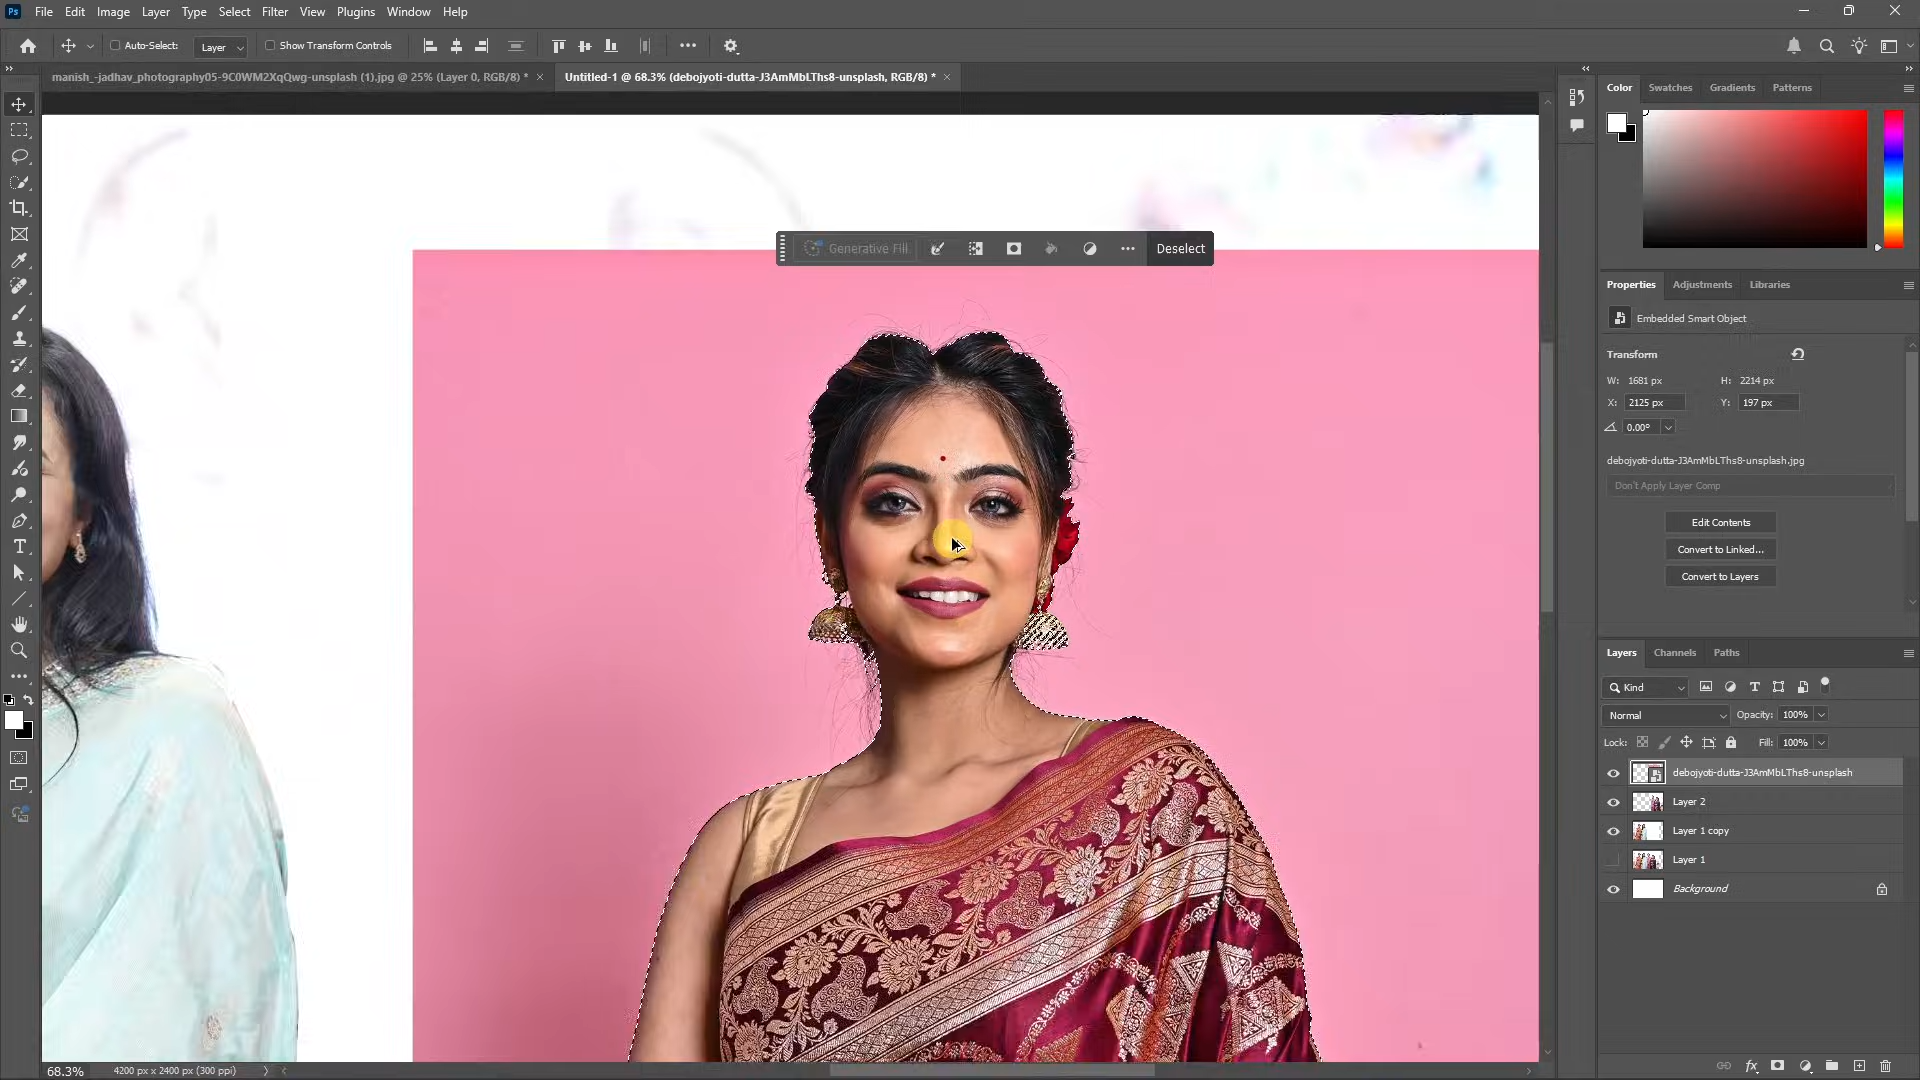 Ps File Edit Image Layer Type Select Filter View Plugins Window Help
Auto-Select: Layer Show Transform Controls
manish_-jadhav_photography05-9C0WM2XqQwg-unsplash (1).jpg @ 25% (Layer 0, RGB/8) * Untitled-1 @ 68.3% (debojyoti-dutta-J3AmMbLThs8-unsplash, RGB/8) *
Color Swatches Gradients Patterns
Generative Fill Deselect
Properties Adjustments Libraries
Embedded Smart Object
Transform
W: 1681 px H: 2214 px
X: 2125 px Y: 197 px
0.00°
debojyoti-dutta-J3AmMbLThs8-unsplash.jpg
Don't Apply Layer Comp
Edit Contents
Convert to Linked...
Convert to Layers
Layers Channels Paths
Kind
Normal Opacity: 100%
Lock: Fill: 100%
debojyoti-dutta-J3AmMbLThs8-unsplash
Layer 2
Layer 1 copy
Layer 1
Background
68.3% 4200 px x 2400 px (300 ppi)